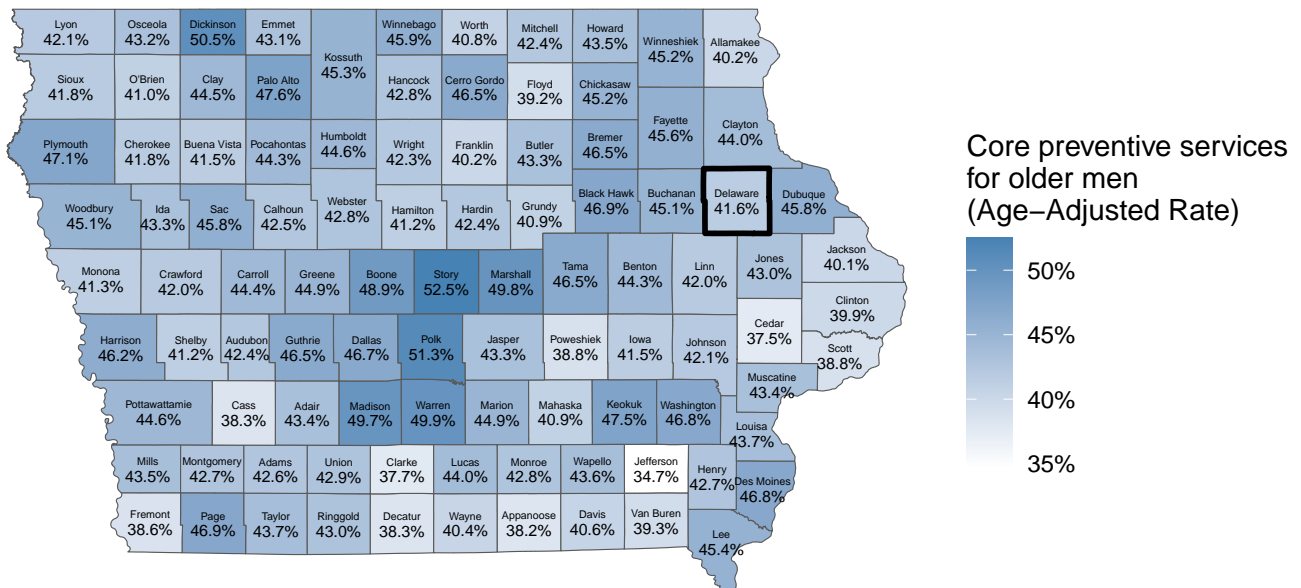 Lyon Osceola Dickinson Emmet Winnebago Worth Mitchell Howard
42.1% 43.2% 50.5% 43.1% 45.9% 40.8% 42.4% 43.5%
Kossuth Winneshiek Allamakee
45.3% 45.2% 40.2%
Sioux O'Brien Clay Palo Alto Hancock Cerro Gordo Floyd Chickasaw
41.8% 41.0% 44.5% 47.6% 42.8% 46.5% 39.2% 45.2%
Fayette Clayton
45.6% 44.0%
Plymouth Cherokee Buena Vista Pocahontas Humboldt Wright Franklin Butler Bremer
47.1% 41.8% 41.5% 44.3% 44.6% 42.3% 40.2% 43.3% 46.5%
Woodbury Ida Sac Calhoun Webster Hamilton Hardin Grundy Black Hawk Buchanan Delaware Dubuque
45.1% 43.3% 45.8% 42.5% 42.8% 41.2% 42.4% 40.9% 46.9% 45.1% 41.6% 45.8%
Monona Crawford Carroll Greene Boone Story Marshall Tama Benton Linn Jones Jackson
41.3% 42.0% 44.4% 44.9% 48.9% 52.5% 49.8% 46.5% 44.3% 42.0% 43.0% 40.1%
Clinton
39.9%
Harrison Shelby Audubon Guthrie Dallas Polk Jasper Poweshiek Iowa Johnson Cedar Scott
46.2% 41.2% 42.4% 46.5% 46.7% 51.3% 43.3% 38.8% 41.5% 42.1% 37.5% 38.8%
Muscatine
43.4%
Pottawattamie Cass Adair Madison Warren Marion Mahaska Keokuk Washington
44.6% 38.3% 43.4% 49.7% 49.9% 44.9% 40.9% 47.5% 46.8%
Louisa
43.7%
Mills Montgomery Adams Union Clarke Lucas Monroe Wapello Jefferson Henry Des Moines
43.5% 42.7% 42.6% 42.9% 37.7% 44.0% 42.8% 43.6% 34.7% 42.7% 46.8%
Fremont Page Taylor Ringgold Decatur Wayne Appanoose Davis Van Buren
38.6% 46.9% 43.7% 43.0% 38.3% 40.4% 38.2% 40.6% 39.3%
Lee
45.4%
Core preventive services
for older men
(Age−Adjusted Rate)
50%
45%
40%
35%